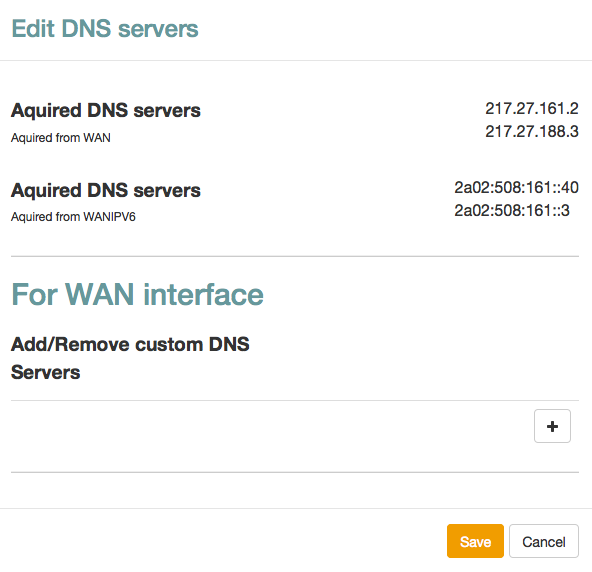 Edit DNS servers
Aquired DNS servers
217.27.161.2
Aquired from WAN
217.27.188.3
Aquired DNS servers
2a02:508:161::40
Aquired from WANIPV6
2a02:508:161::3
For WAN interface
Add/Remove custom DNS
Servers
+
Save
Cancel